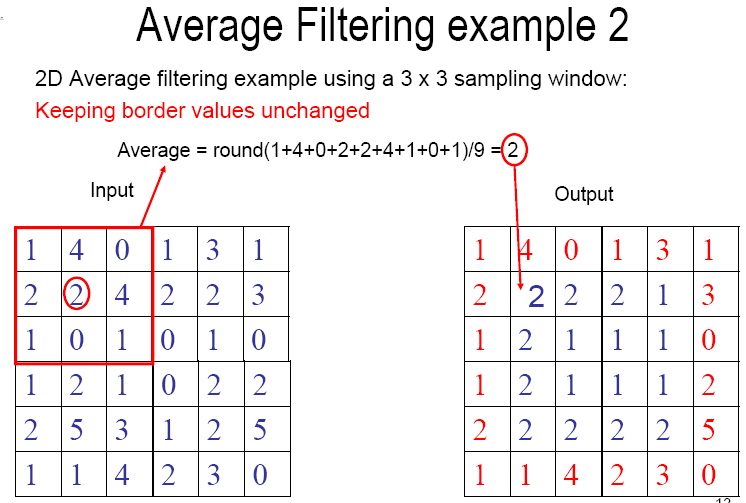 Average Filtering example 2
2D Average filtering example using a 3 x 3 sampling window:
Keeping border values unchanged
Average = round(1+4+0+2+2+4+1+0+1)/9 = 2
Input
Output
1 4 0 1 3 1
2 2 4 2 2 3
1 0 1 0 1 0
1 2 1 0 2 2
2 5 3 1 2 5
1 1 4 2 3 0
1 4 0 1 3 1
2 2 2 2 1 3
1 2 1 1 1 0
1 2 1 1 1 2
2 2 2 2 2 5
1 1 4 2 3 0